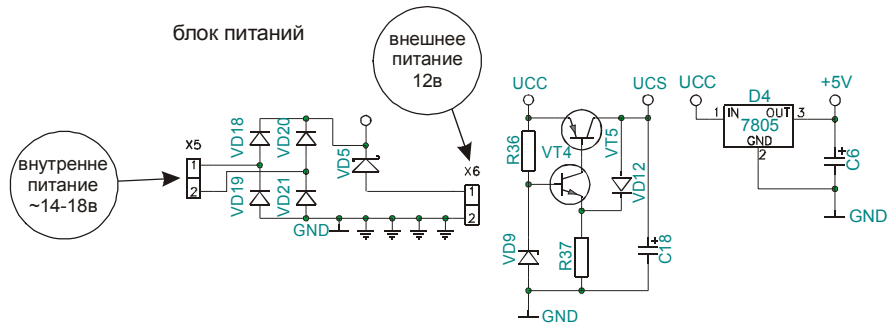 блок питаний
внешнее
питание
12в
внутренне
питание
~14-18в
X5
1
2
VD18
VD20
VD19
VD21
VD5
X6
1
2
GND
UCC
UCS
R36
VT4
VT5
VD12
VD9
R37
C18
GND
UCC
D4
+5V
1
IN
OUT
3
7805
GND
2
C6
GND